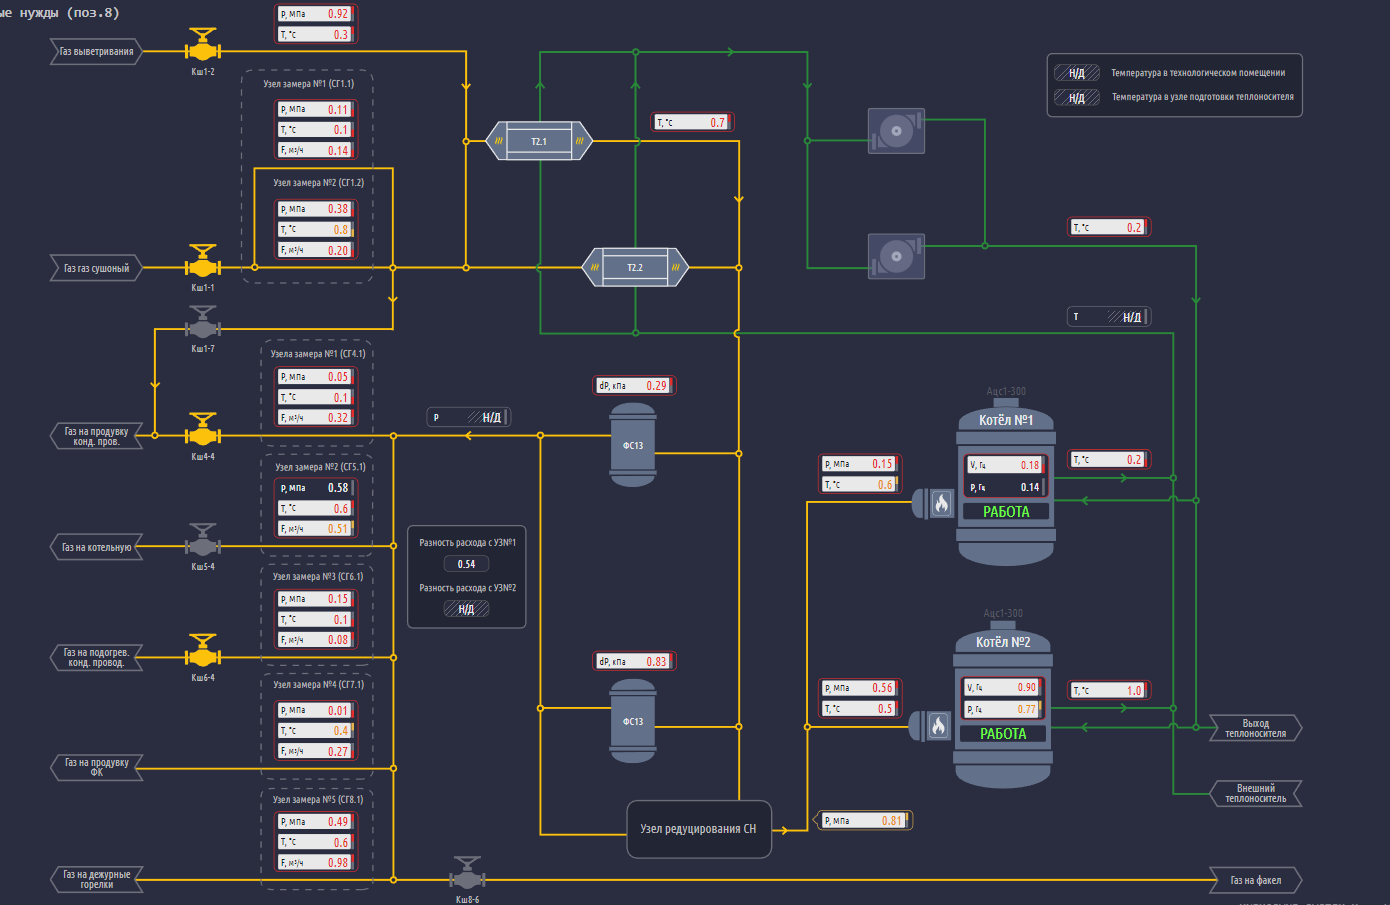 ые нужды (поз.8)
P, МПа 0.92
T, °C 0.3
Газ выветривания
Кш1-2
Узел замера №1 (СГ1.1)
P, МПа 0.11
T, °C 0.1
F, м³/ч 0.14
Узел замера №2 (СГ1.2)
P, МПа 0.38
T, °C 0.8
F, м³/ч 0.20
Газ газ сушоный
Кш1-1
Кш1-7
T2.1
T, °C 0.7
T2.2
Н/Д Температура в технологическом помещении
Н/Д Температура в узле подготовки теплоносителя
T, °C 0.2
T Н/Д
Узела замера №1 (СГ4.1)
P, МПа 0.05
T, °C 0.1
F, м³/ч 0.32
Газ на продувку
конд. пров.
Кш4-4
P Н/Д
dP, кПа 0.29
ФС13
Узел замера №2 (СГ5.1)
P, МПа 0.58
T, °C 0.6
F, м³/ч 0.51
Газ на котельную
Кш5-4
Разность расхода с УЗ№1
0.54
Разность расхода с УЗ№2
Н/Д
Ацс1-300
Котёл №1
P, МПа 0.15
T, °C 0.6
V, Гц 0.18
P, Гц 0.14
РАБОТА
T, °C 0.2
Узел замера №3 (СГ6.1)
P, МПа 0.15
T, °C 0.1
F, м³/ч 0.08
Газ на подогрев.
конд. провод.
Кш6-4
dP, кПа 0.83
ФС13
Ацс1-300
Котёл №2
P, МПа 0.56
T, °C 0.5
V, Гц 0.90
P, Гц 0.77
РАБОТА
T, °C 1.0
Выход
теплоносителя
Внешний
теплоноситель
Узел замера №4 (СГ7.1)
P, МПа 0.01
T, °C 0.4
F, м³/ч 0.27
Газ на продувку
ФК
Узел замера №5 (СГ8.1)
P, МПа 0.49
T, °C 0.6
F, м³/ч 0.98
Узел редуцирования СН
P, МПа 0.81
Газ на дежурные
горелки
Кш8-6
Газ на факел